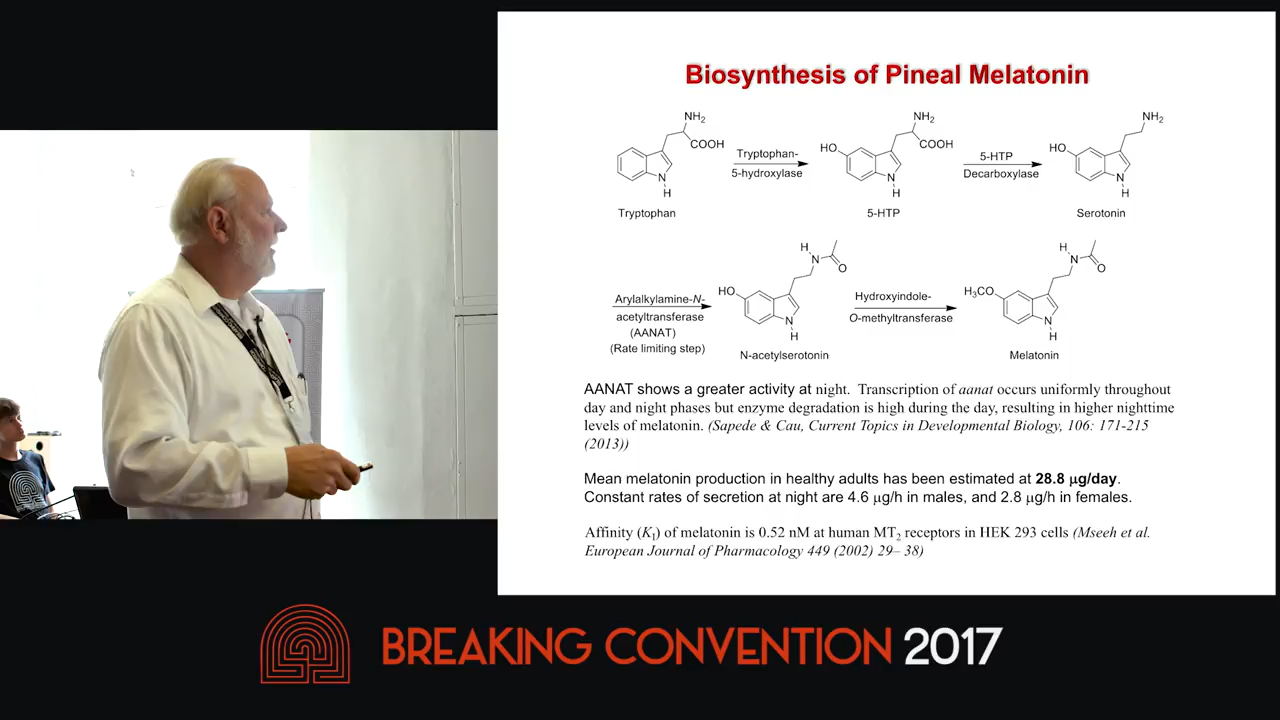 Biosynthesis of Pineal Melatonin
NH2
COOH
N
H
Tryptophan
Tryptophan-
5-hydroxylase
HO
NH2
COOH
N
H
5-HTP
5-HTP
Decarboxylase
HO
NH2
N
H
Serotonin
Arylalkylamine-N-
acetyltransferase
(AANAT)
(Rate limiting step)
HO
H
N
O
N
H
N-acetylserotonin
Hydroxyindole-
O-methyltransferase
H3CO
H
N
O
N
H
Melatonin
AANAT shows a greater activity at night. Transcription of aanat occurs uniformly throughout
day and night phases but enzyme degradation is high during the day, resulting in higher nighttime
levels of melatonin. (Sapede & Cau, Current Topics in Developmental Biology, 106: 171-215
(2013))
Mean melatonin production in healthy adults has been estimated at 28.8 µg/day.
Constant rates of secretion at night are 4.6 µg/h in males, and 2.8 µg/h in females.
Affinity (KI) of melatonin is 0.52 nM at human MT2 receptors in HEK 293 cells (Mseeh et al.
European Journal of Pharmacology 449 (2002) 29– 38)
BREAKING CONVENTION 2017